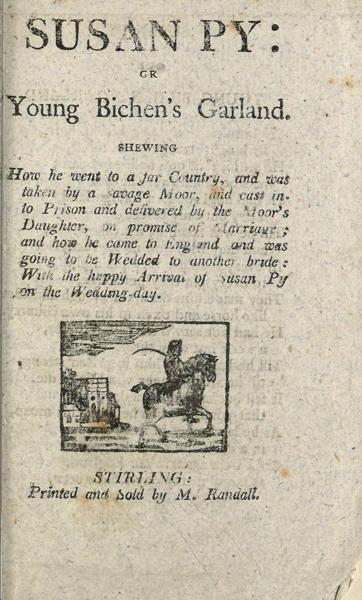 SUSAN PY:
OR
Young Bichen's Garland.
SHEWING
How he went to a far Country, and was
taken by a savage Moor, and cast in-
to Prison and delivered by the Moor's
Daughter, on promise of Marriage;
and how he came to England and was
going to be Wedded to another bride:
With the happy Arrival of Susan Py
on the Wedding-day.
STIRLING:
Printed and Sold by M. Randall.